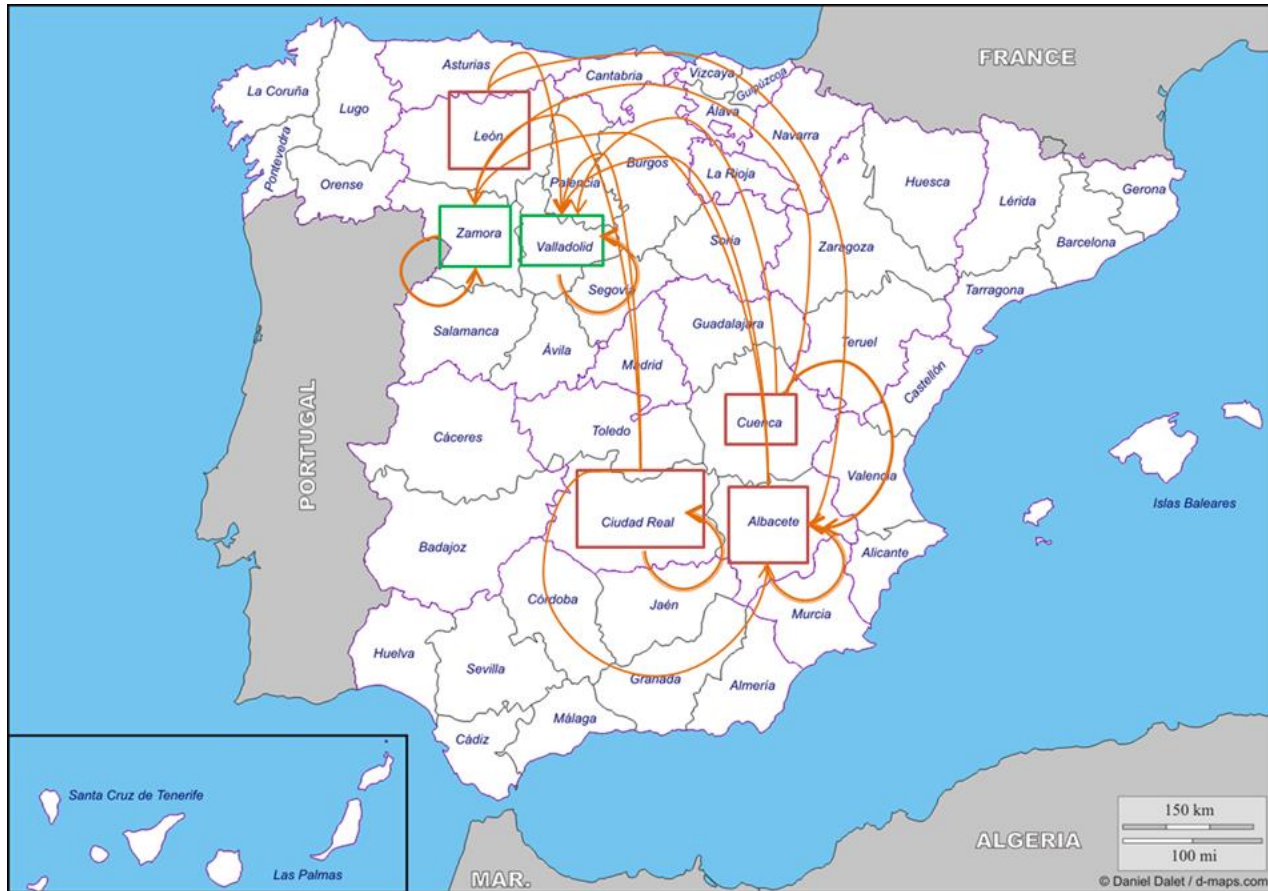 FRANCE
Vizcaya
Guipúzcoa
Asturias
Cantabria
La Coruña
Lugo
Álava
Navarra
León
Pontevedra
Burgos
La Rioja
Huesca
Orense
Palencia
Lérida
Gerona
Zamora
Valladolid
Soria
Zaragoza
Barcelona
Segovia
Tarragona
Salamanca
Guadalajara
Ávila
Teruel
Madrid
Castellón
PORTUGAL
Cáceres
Toledo
Cuenca
Valencia
Islas Baleares
Ciudad Real
Albacete
Badajoz
Alicante
Córdoba
Jaén
Murcia
Huelva
Sevilla
Granada
Almería
Málaga
Cádiz
Santa Cruz de Tenerife
Las Palmas
150 km
100 mi
ALGERIA
MAR.
© Daniel Dalet / d-maps.com